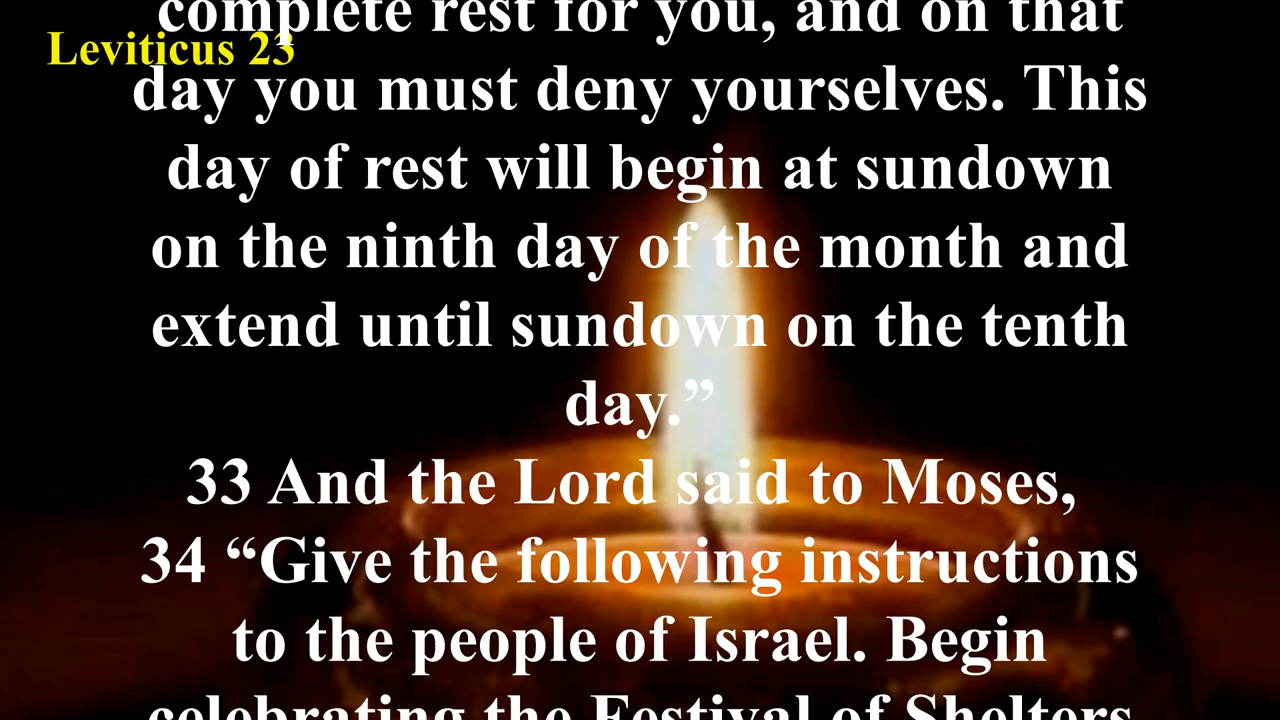 complete rest for you, and on that
Leviticus 23
day you must deny yourselves. This
day of rest will begin at sundown
on the ninth day of the month and
extend until sundown on the tenth
day.”
33 And the Lord said to Moses,
34 “Give the following instructions
to the people of Israel. Begin
celebrating the Festival of Shelters